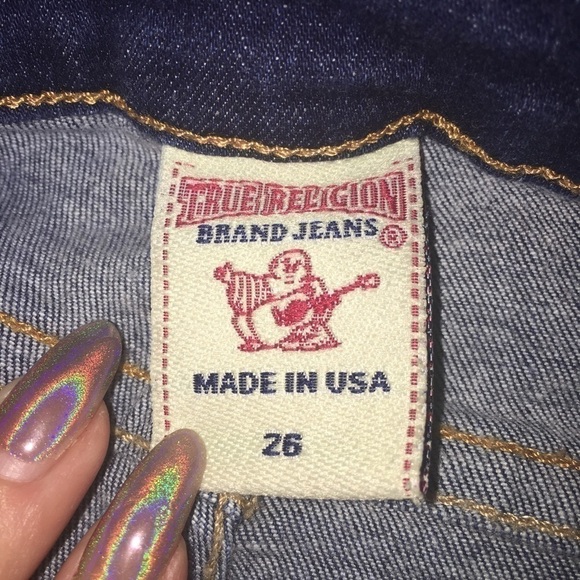 TRUE RELIGION
BRAND JEANS ®
MADE IN USA
26